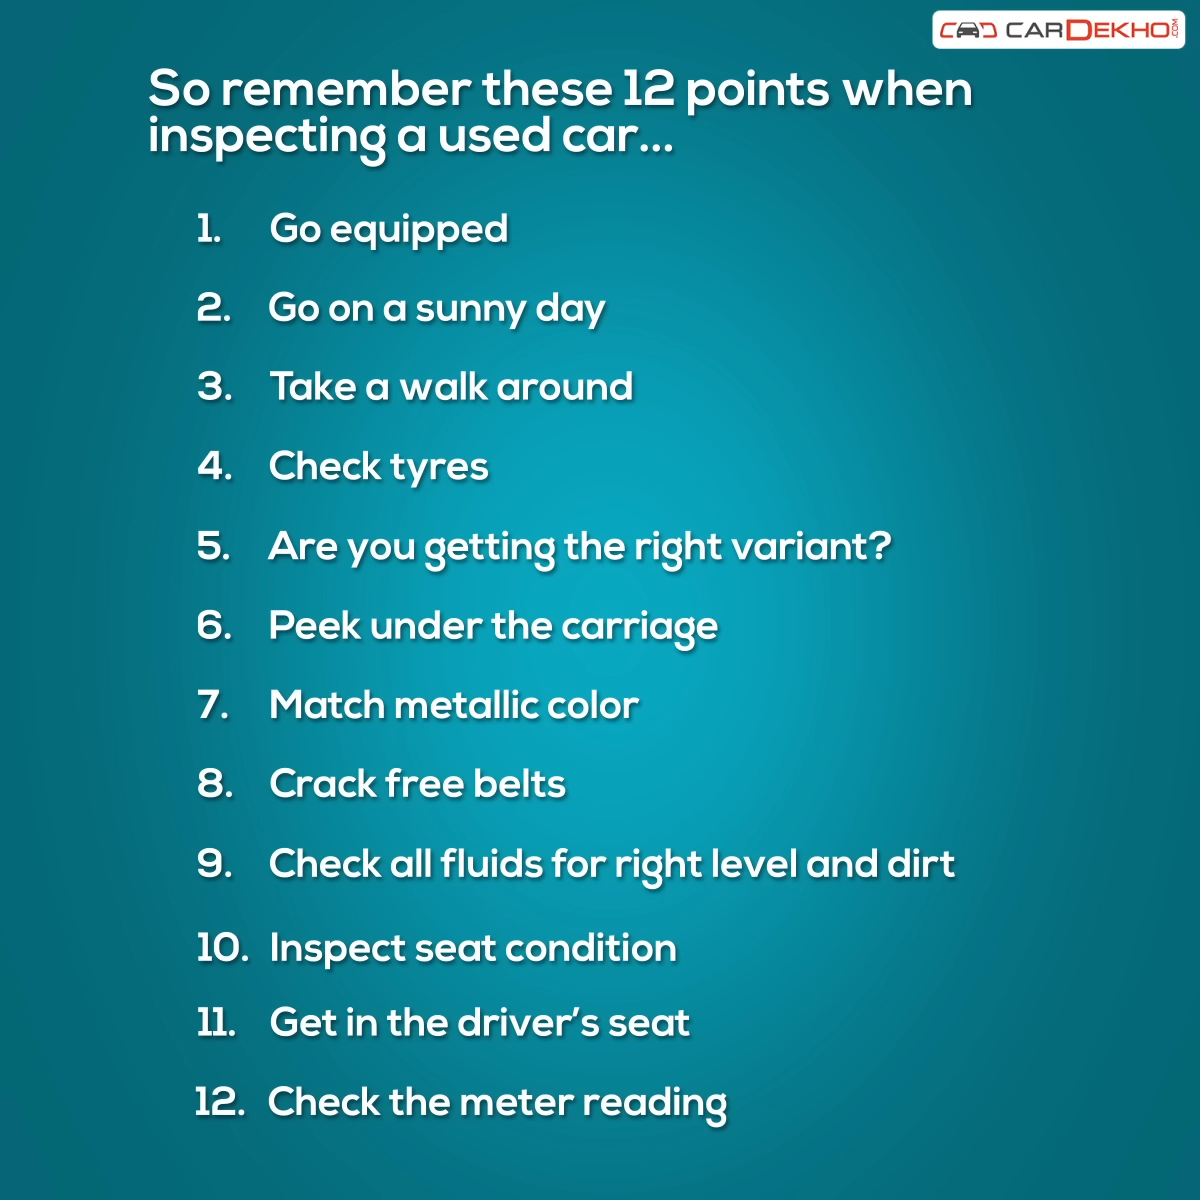 CARDEKHO.COM
So remember these 12 points when
inspecting a used car...
1. Go equipped
2. Go on a sunny day
3. Take a walk around
4. Check tyres
5. Are you getting the right variant?
6. Peek under the carriage
7. Match metallic color
8. Crack free belts
9. Check all fluids for right level and dirt
10. Inspect seat condition
11. Get in the driver's seat
12. Check the meter reading